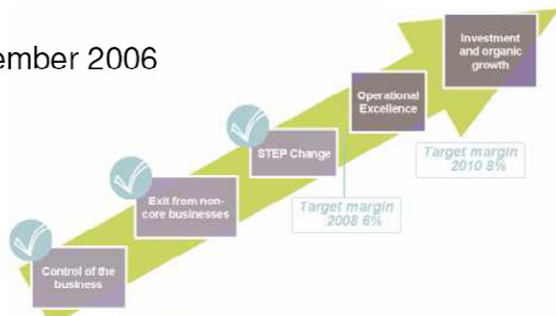 ember 2006
Investment
and organic
growth
Operational
Excellence
STEP Change
Target margin
2010 8%
Exit from non-
core businesses
Target margin
2008 6%
Control of the
business